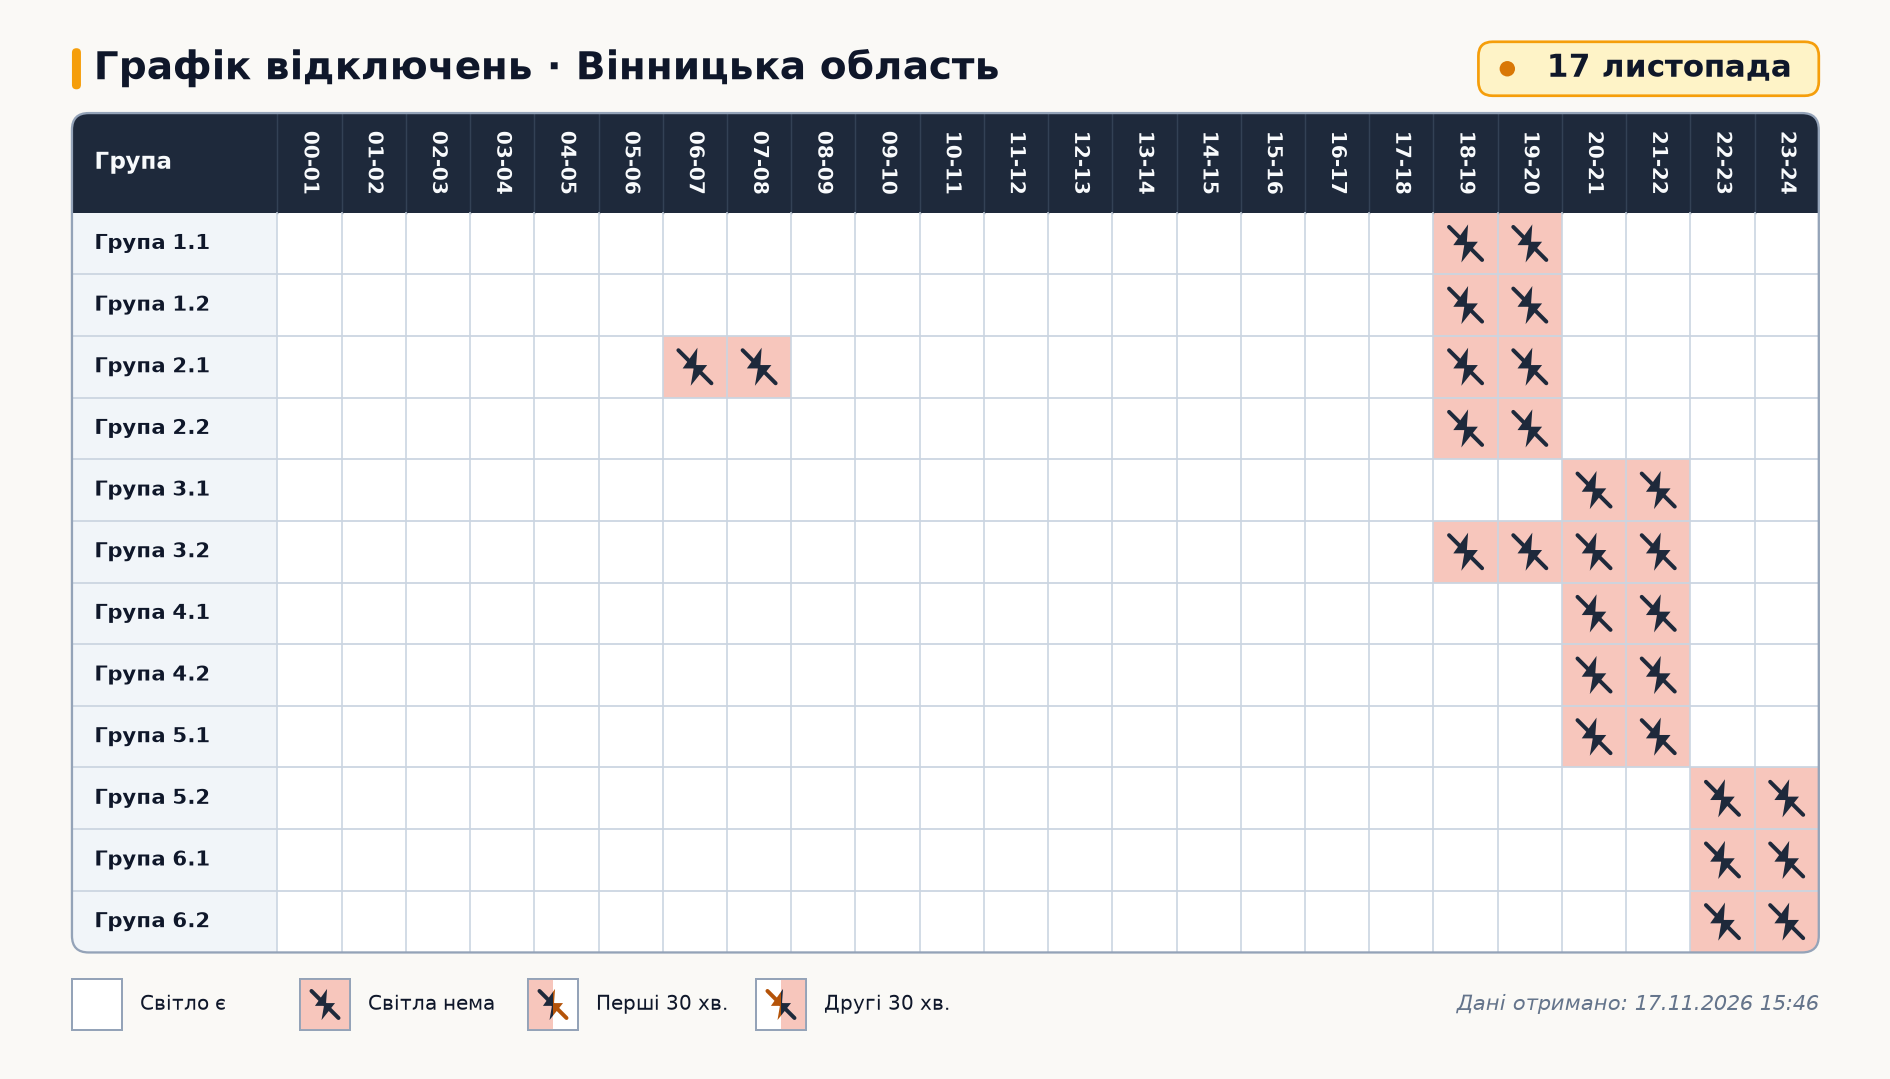 Графік відключень · Вінницька область
17 листопада
Група 00-01 01-02 02-03 03-04 04-05 05-06 06-07 07-08 08-09 09-10 10-11 11-12 12-13 13-14 14-15 15-16 16-17 17-18 18-19 19-20 20-21 21-22 22-23 23-24
Група 1.1
Група 1.2
Група 2.1
Група 2.2
Група 3.1
Група 3.2
Група 4.1
Група 4.2
Група 5.1
Група 5.2
Група 6.1
Група 6.2
Світло є Світла нема Перші 30 хв. Другі 30 хв.
Дані отримано: 17.11.2026 15:46